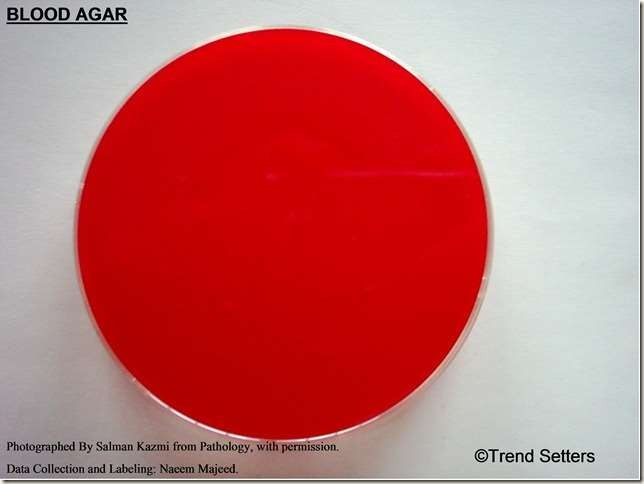 BLOOD AGAR
Photographed By Salman Kazmi from Pathology, with permission.
Data Collection and Labeling: Naeem Majeed.
©Trend Setters